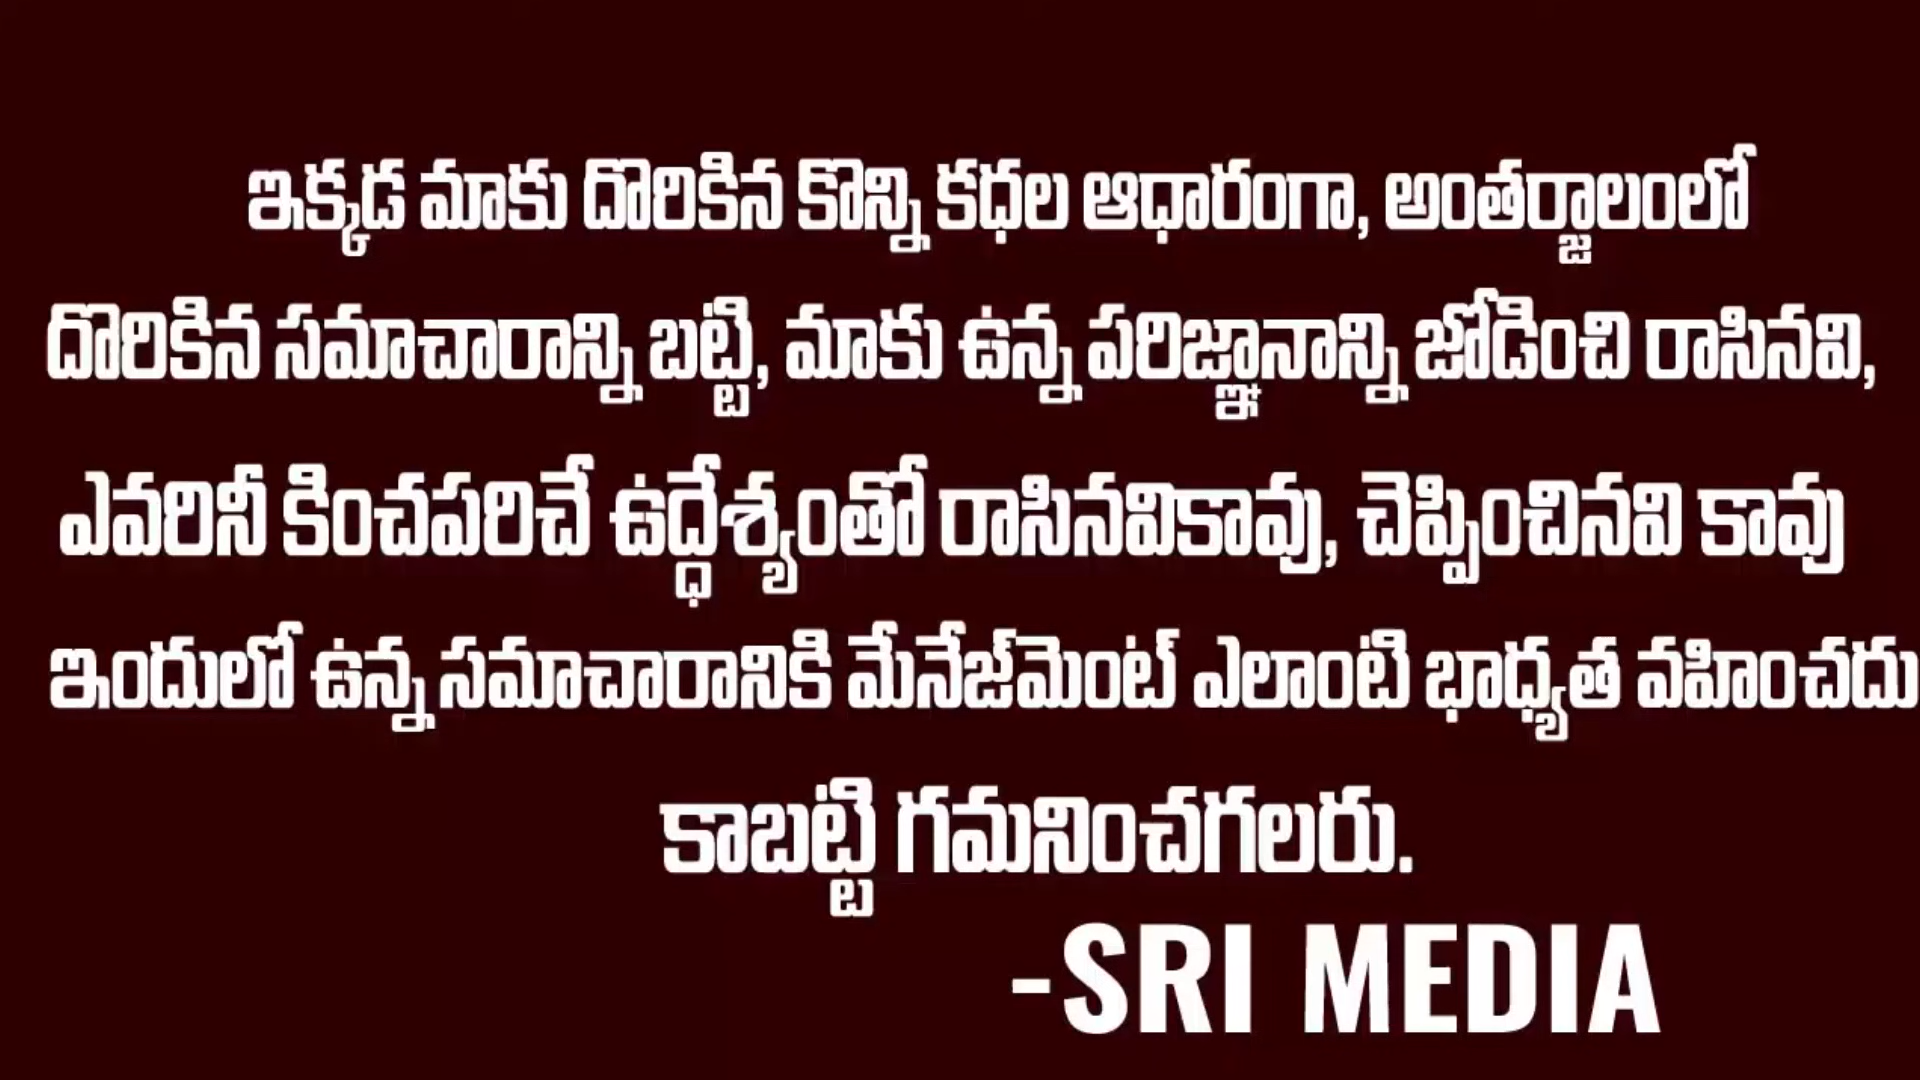 ఇక్కడ మాకు దొరికిన కొన్ని కధల ఆధారంగా, అంతర్జాలంలో
దొరికిన సమాచారాన్ని బట్టి, మాకు ఉన్న పరిజ్ఞానాన్ని జోడించి రాసినవి,
ఎవరినీ కించపరిచే ఉద్ధేశ్యంతో రాసినవికావు, చెప్పించినవి కావు
ఇందులో ఉన్న సమాచారానికి మేనేజ్‌మెంట్ ఎలాంటి భాధ్యత వహించదు
కాబట్టి గమనించగలరు.
-SRI MEDIA